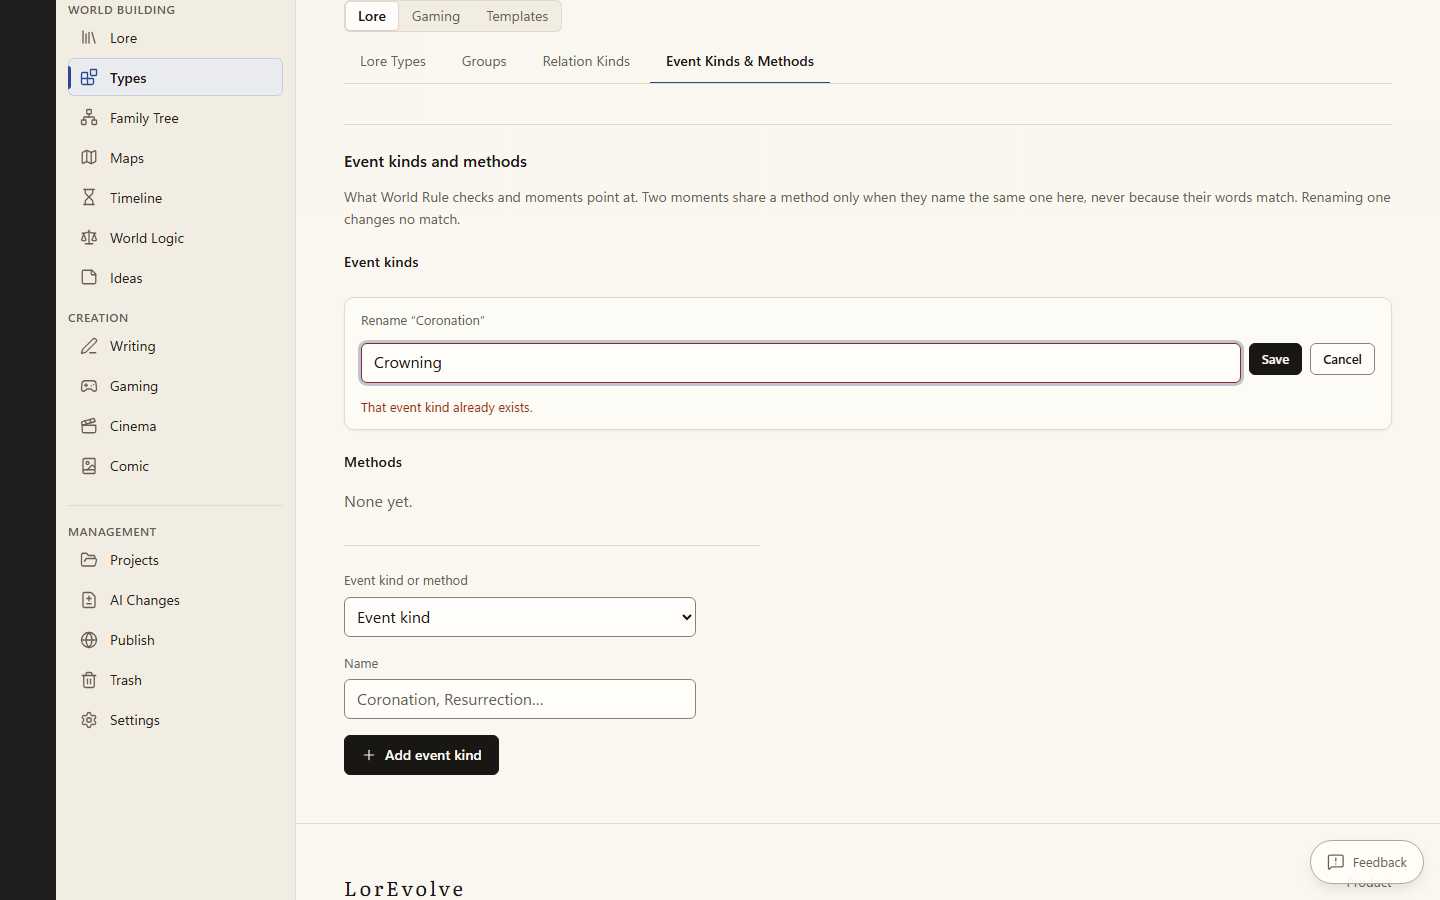 WORLD BUILDING
Lore
Types
Family Tree
Maps
Timeline
World Logic
Ideas
CREATION
Writing
Gaming
Cinema
Comic
MANAGEMENT
Projects
AI Changes
Publish
Trash
Settings
Lore Gaming Templates
Lore Types Groups Relation Kinds Event Kinds & Methods
Event kinds and methods
What World Rule checks and moments point at. Two moments share a method only when they name the same one here, never because their words match. Renaming one
changes no match.
Event kinds
Rename “Coronation”
Crowning
Save Cancel
That event kind already exists.
Methods
None yet.
Event kind or method
Event kind
Name
Coronation, Resurrection...
Add event kind
LorEvolve
Feedback
Product